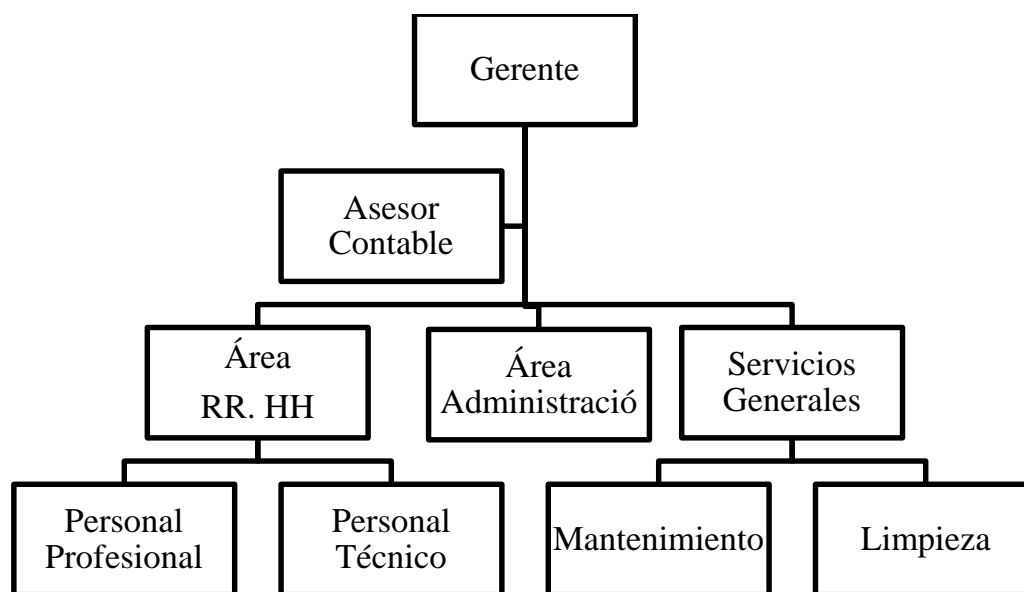 Gerente
Asesor
Contable
Área
RR. HH
Área
Administració
Servicios
Generales
Personal
Profesional
Personal
Técnico
Mantenimiento
Limpieza